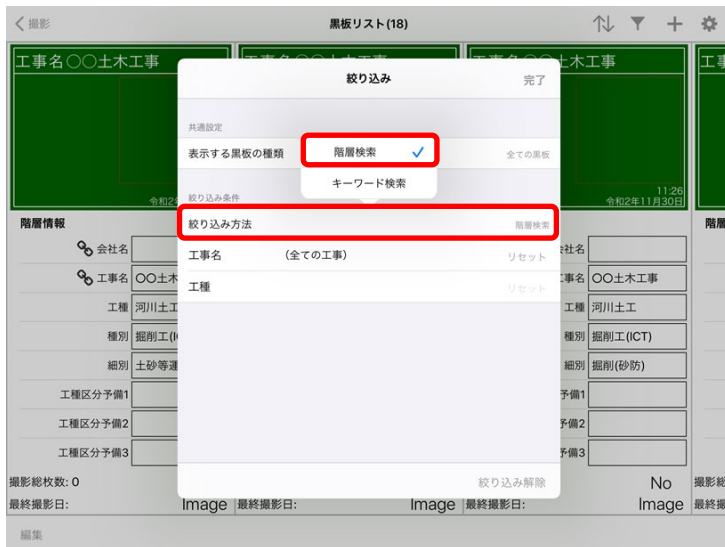 撮影
黒板リスト(18)
工事名○○土木工事
工事名○○土木工事
土木工事
工事
絞り込み
完了
共通設定
表示する黒板の種類
階層検索
全ての黒板
キーワード検索
絞り込み条件
11:26
令和2年
令和2年11月30日
絞り込み方法
階層検索
階層情報
階層
工事名
(全ての工事)
リセット
工種
リセット
会社名
会社名
工事名 〇〇土木
工事名 〇〇土木工事
工種 河川土工
工種 河川土工
種別 掘削工(I
種別 掘削工(ICT)
細別 土砂等運
細別 掘削(砂防)
工種区分予備1
予備1
工種区分予備2
予備2
工種区分予備3
予備3
絞り込み解除
撮影総枚数: 0
No
撮影総
最終撮影日:
Image
最終撮影日:
Image
最終撮影日:
Image
最終撮
編集